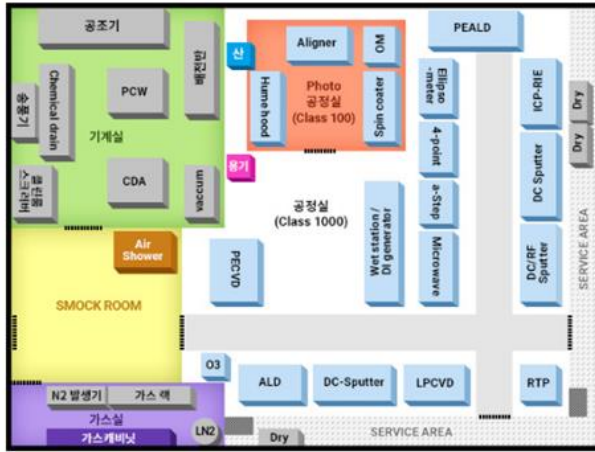 공조기
배전반
산
Aligner
OM
PEALD
송풍기
Chemical drain
PCW
기계실
Hume hood
Photo
공정실
(Class 100)
Spin coater
Ellipso
-meter
ICP-RIE
Dry
Dry
4-point
DC Sputter
클린룸
스크러버
CDA
vaccum
용기
공정실
(Class 1000)
Wet station /
DI generator
a-Step
Microwave
DC/RF
Sputter
SERVICE AREA
Air
Shower
PECVD
SMOCK ROOM
O3
ALD
DC-Sputter
LPCVD
RTP
N2 발생기
가스 랙
가스실
LN2
가스캐비닛
Dry
SERVICE AREA